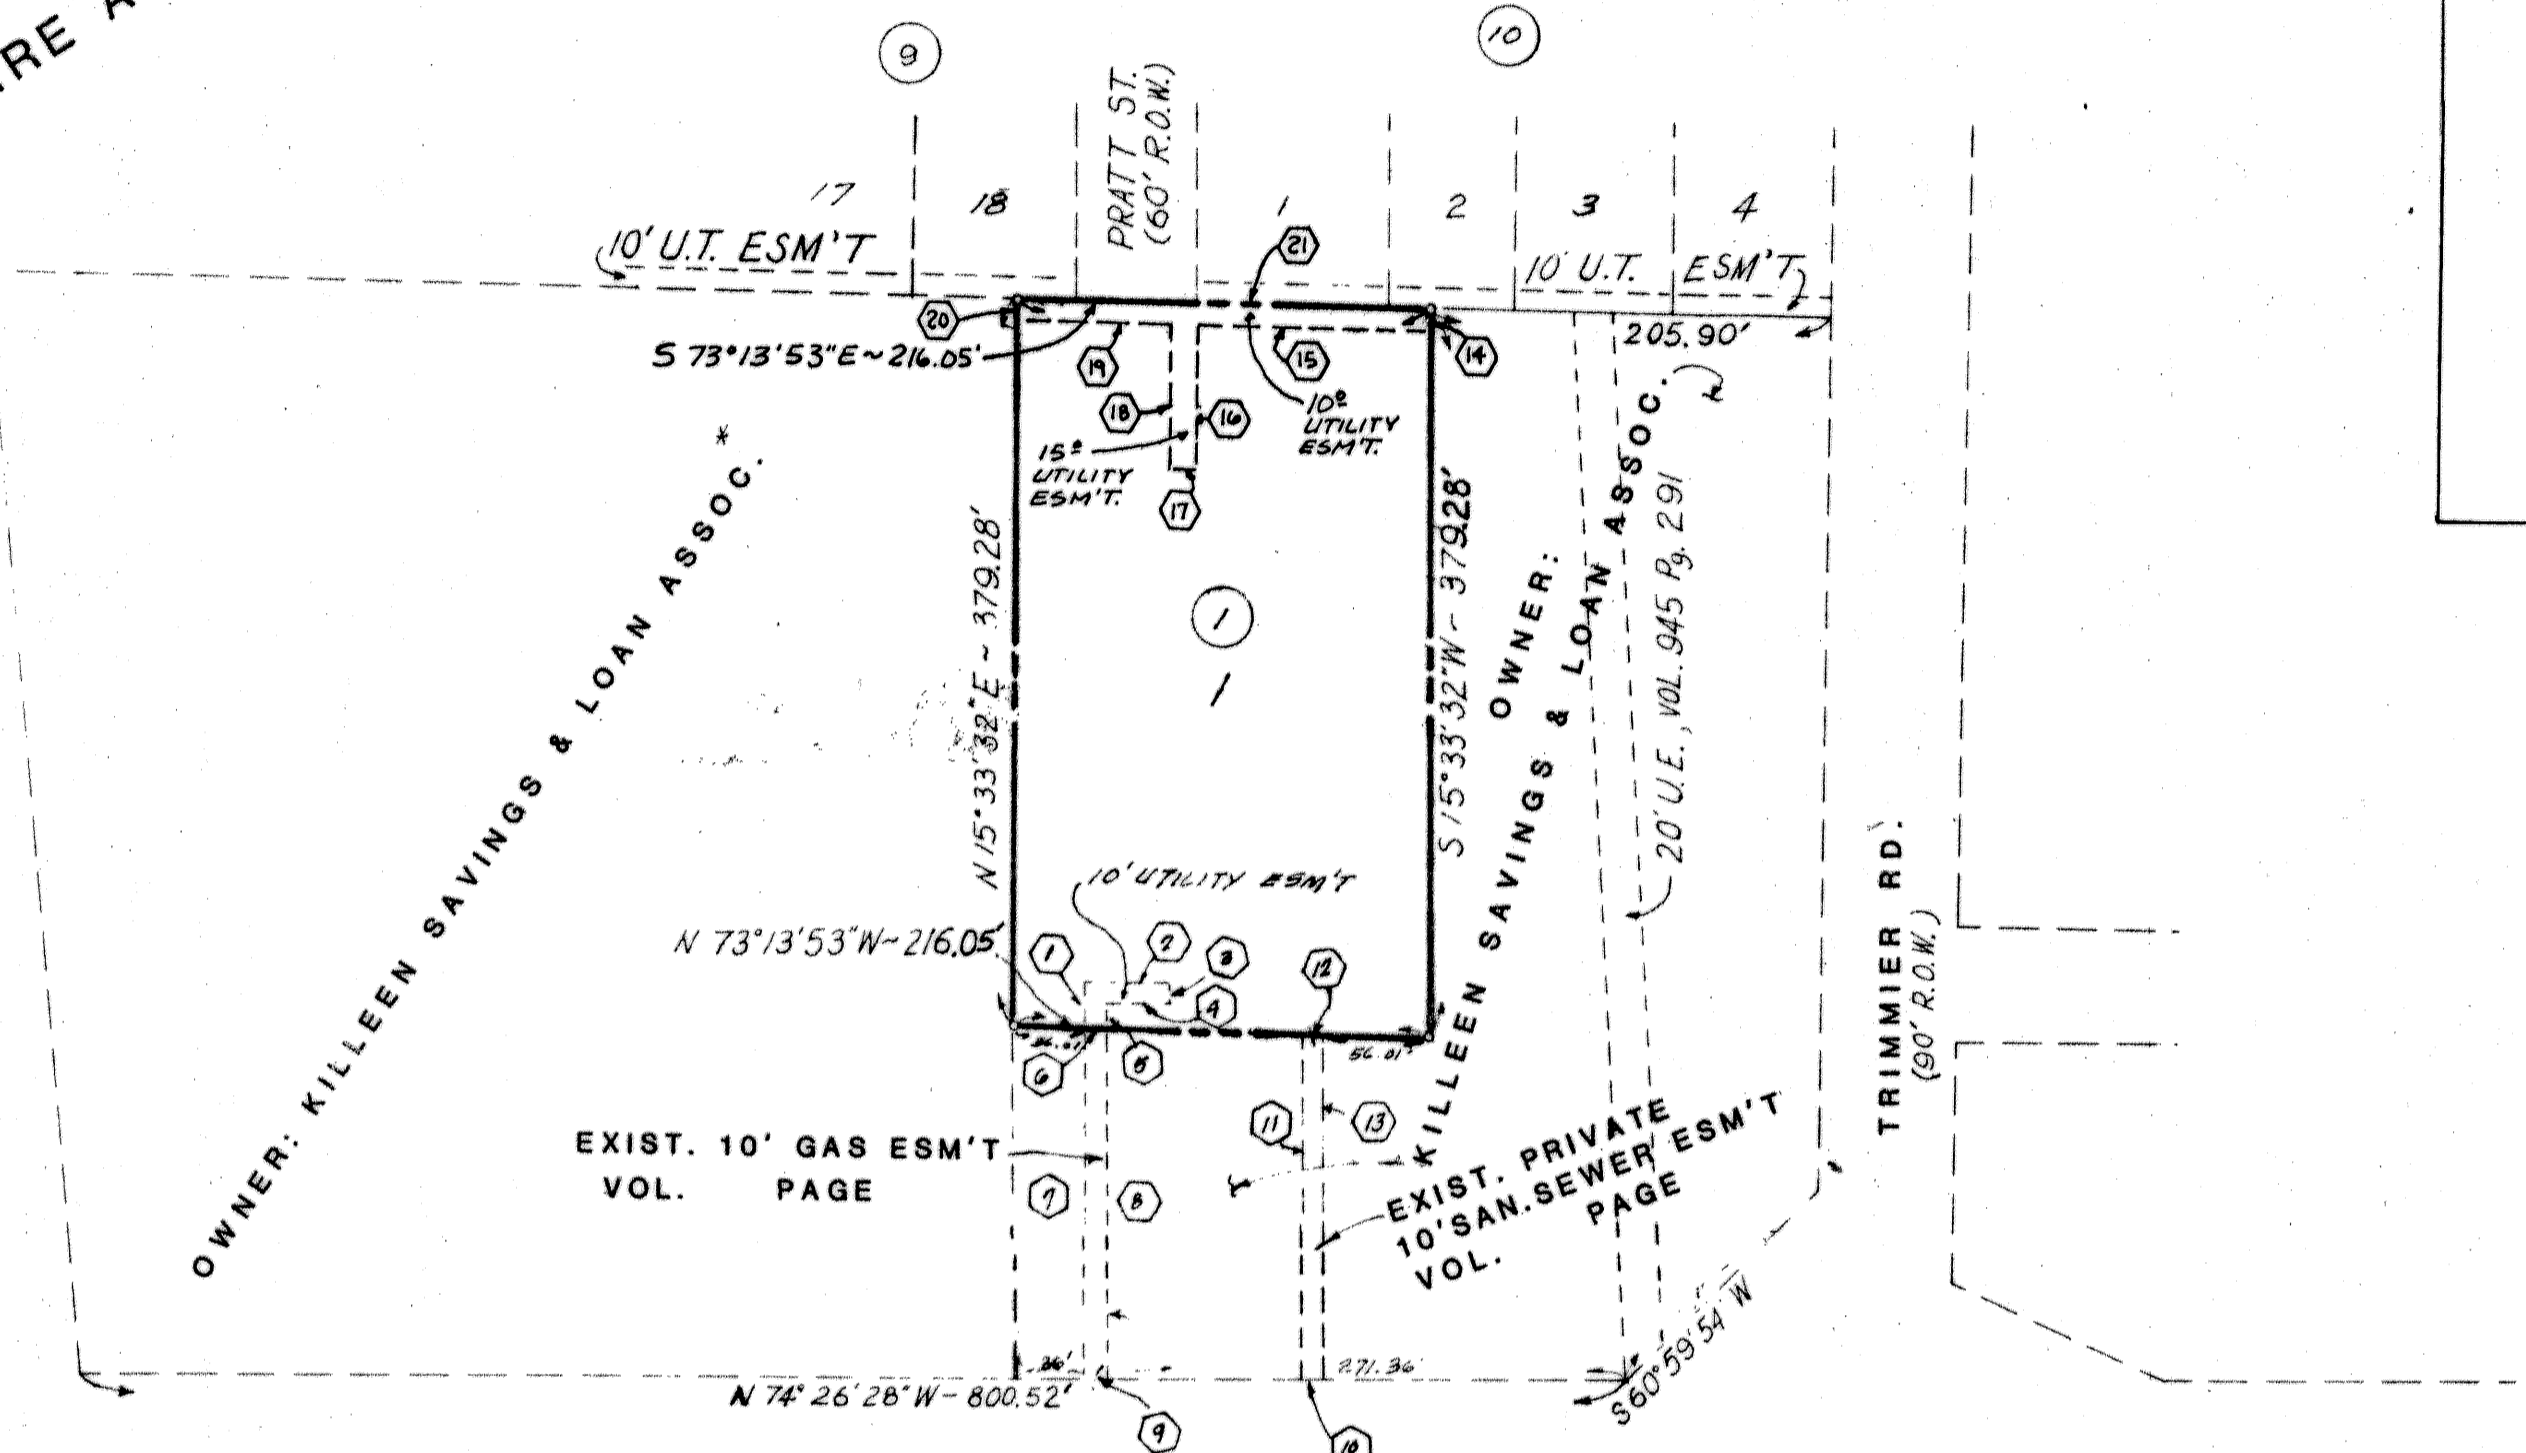 RE A
9
10
PRATT ST.
(60' R.O.W.)
17
18
1
2
3
4
10' U.T. ESM'T
21
10' U.T. ESM'T
20
S 73°13'53"E ~ 216.05'
205.90'
19
15
14
18
16
10º
UTILITY
ESM'T.
15º
UTILITY
ESM'T.
17
OWNER: KILLEEN SAVINGS & LOAN ASSOC. *
N 15°33'32"E ~ 379.28'
1
1
S 15°33'32"W - 379.28'
OWNER:
KILLEEN SAVINGS & LOAN ASSOC.
20' U.E., VOL. 945 Pg. 291
TRIMMIER RD.
(90' R.O.W.)
10' UTILITY ESM'T
N 73°13'53"W ~ 216.05'
1
2
3
4
12
56.01'
6
5
11
13
EXIST. 10' GAS ESM'T
VOL. PAGE
7
8
EXIST. PRIVATE
10' SAN. SEWER ESM'T
VOL. PAGE
36'
271.36'
N 74° 26' 28" W - 800.52'
S 60° 59' 54" W
9
10